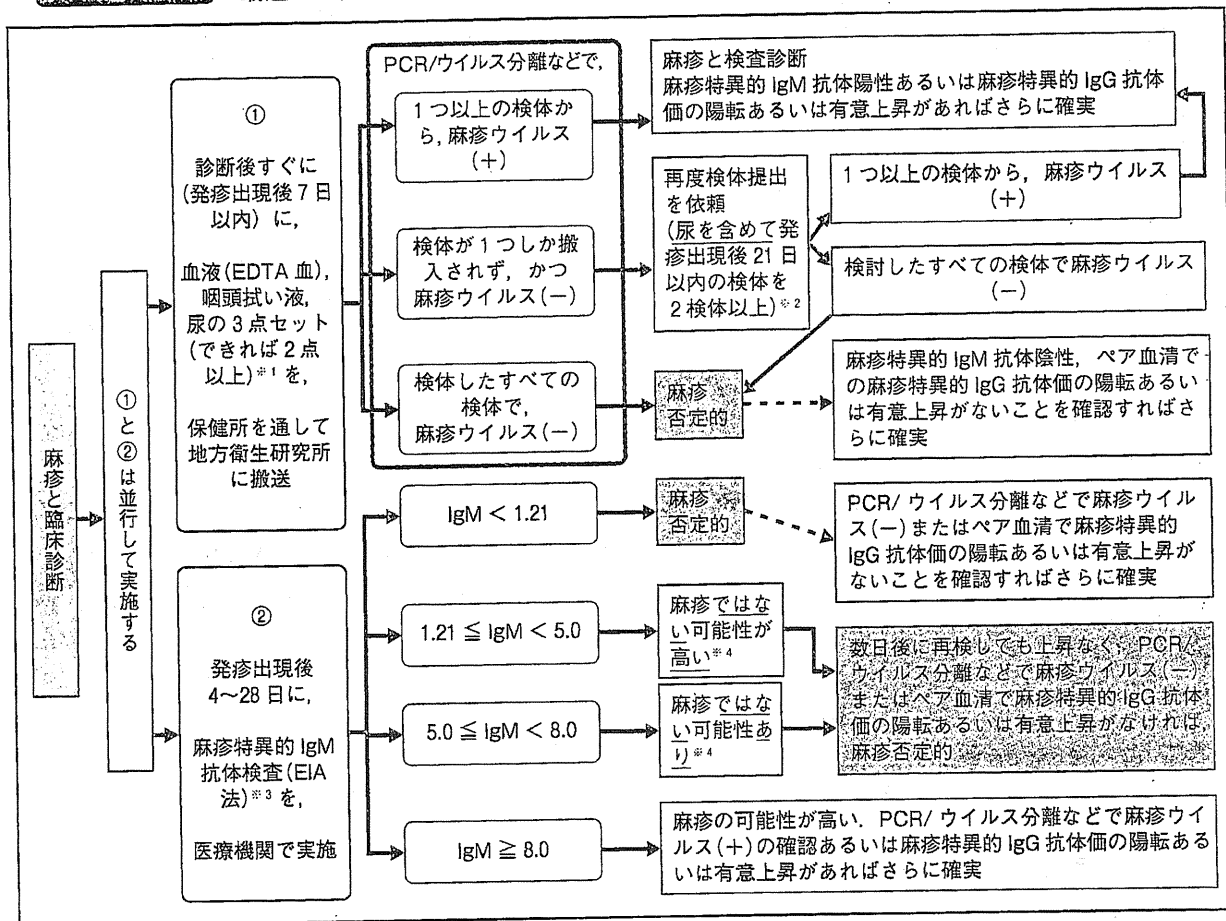 麻疹と臨床診断
①と②は並行して実施する
①
診断後すぐに
(発疹出現後7日
以内)に,
血液(EDTA血),
咽頭拭い液,
尿の3点セット
(できれば2点
以上)※1を,
保健所を通して
地方衛生研究所
に搬送
PCR/ウイルス分離などで,
1つ以上の検体か
ら,麻疹ウイルス
(+)
検体が1つしか搬
入されず,かつ
麻疹ウイルス(−)
検体したすべての
検体で,
麻疹ウイルス(−)
麻疹と検査診断
麻疹特異的IgM抗体陽性あるいは麻疹特異的IgG抗体
価の陽転あるいは有意上昇があればさらに確実
再度検体提出
を依頼
(尿を含めて発
疹出現後21日
以内の検体を
2検体以上)※2
1つ以上の検体から,麻疹ウイルス
(+)
検討したすべての検体で麻疹ウイルス
(−)
麻疹
否定的
麻疹特異的IgM抗体陰性,ペア血清で
の麻疹特異的IgG抗体価の陽転あるい
は有意上昇がないことを確認すればさ
らに確実
②
発疹出現後
4〜28日に,
麻疹特異的IgM
抗体検査(EIA
法)※3を,
医療機関で実施
IgM < 1.21
麻疹
否定的
PCR/ウイルス分離などで麻疹ウイル
ス(−)またはペア血清で麻疹特異的
IgG抗体価の陽転あるいは有意上昇が
ないことを確認すればさらに確実
1.21 ≦ IgM < 5.0
麻疹ではな
い可能性が
高い※4
5.0 ≦ IgM < 8.0
麻疹ではな
い可能性あ
り※4
数日後に再検しても上昇なく,PCR/
ウイルス分離などで麻疹ウイルス(−)
またはペア血清で麻疹特異的IgG抗体
価の陽転あるいは有意上昇がなければ
麻疹否定的
IgM ≧ 8.0
麻疹の可能性が高い.PCR/ウイルス分離などで麻疹ウイ
ルス(+)の確認あるいは麻疹特異的IgG抗体価の陽転ある
いは有意上昇があればさらに確実